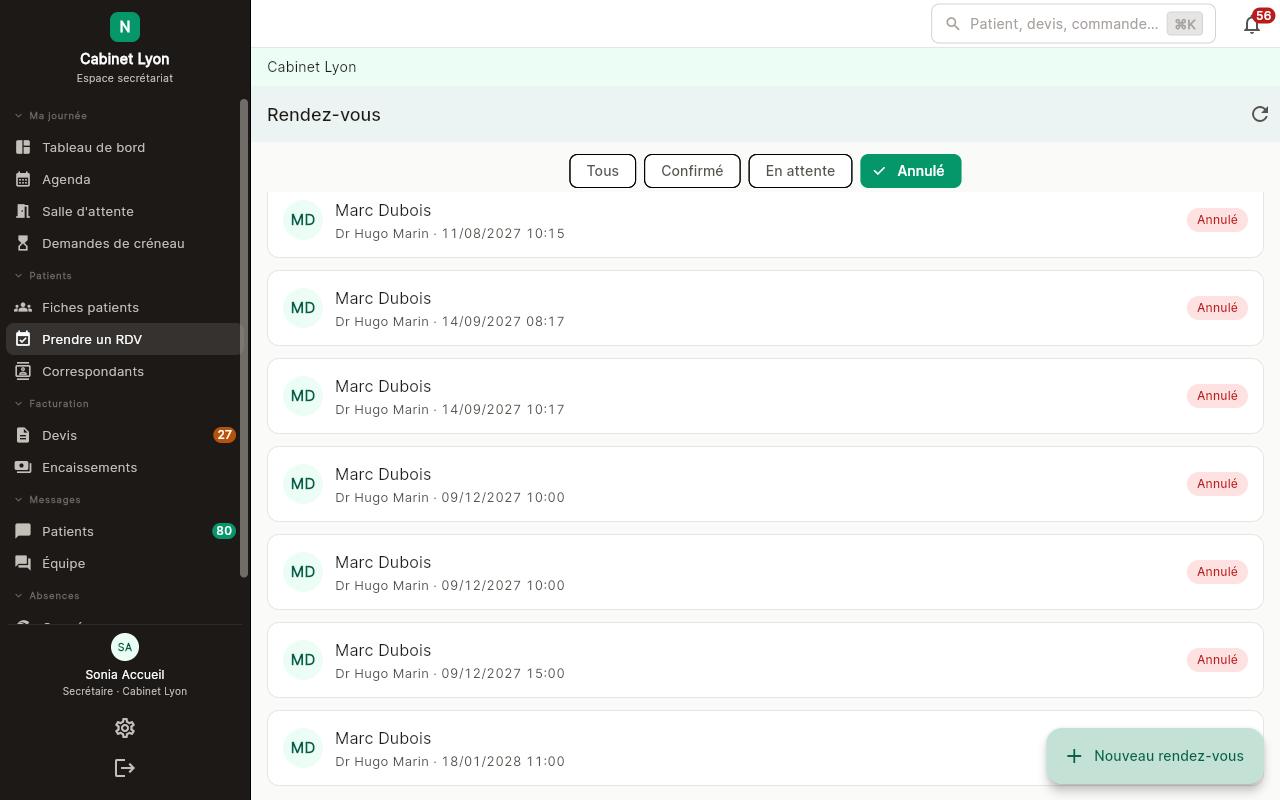 N
Cabinet Lyon
Espace secrétariat
Ma journée
Tableau de bord
Agenda
Salle d'attente
Demandes de créneau
Patients
Fiches patients
Prendre un RDV
Correspondants
Facturation
Devis 27
Encaissements
Messages
Patients 80
Équipe
Absences
SA
Sonia Accueil
Secrétaire · Cabinet Lyon
Patient, devis, commande... ⌘K
56
Cabinet Lyon
Rendez-vous
Tous Confirmé En attente Annulé
MD Marc Dubois Annulé
Dr Hugo Marin · 11/08/2027 10:15
MD Marc Dubois Annulé
Dr Hugo Marin · 14/09/2027 08:17
MD Marc Dubois Annulé
Dr Hugo Marin · 14/09/2027 10:17
MD Marc Dubois Annulé
Dr Hugo Marin · 09/12/2027 10:00
MD Marc Dubois Annulé
Dr Hugo Marin · 09/12/2027 10:00
MD Marc Dubois Annulé
Dr Hugo Marin · 09/12/2027 15:00
MD Marc Dubois
Dr Hugo Marin · 18/01/2028 11:00
Nouveau rendez-vous